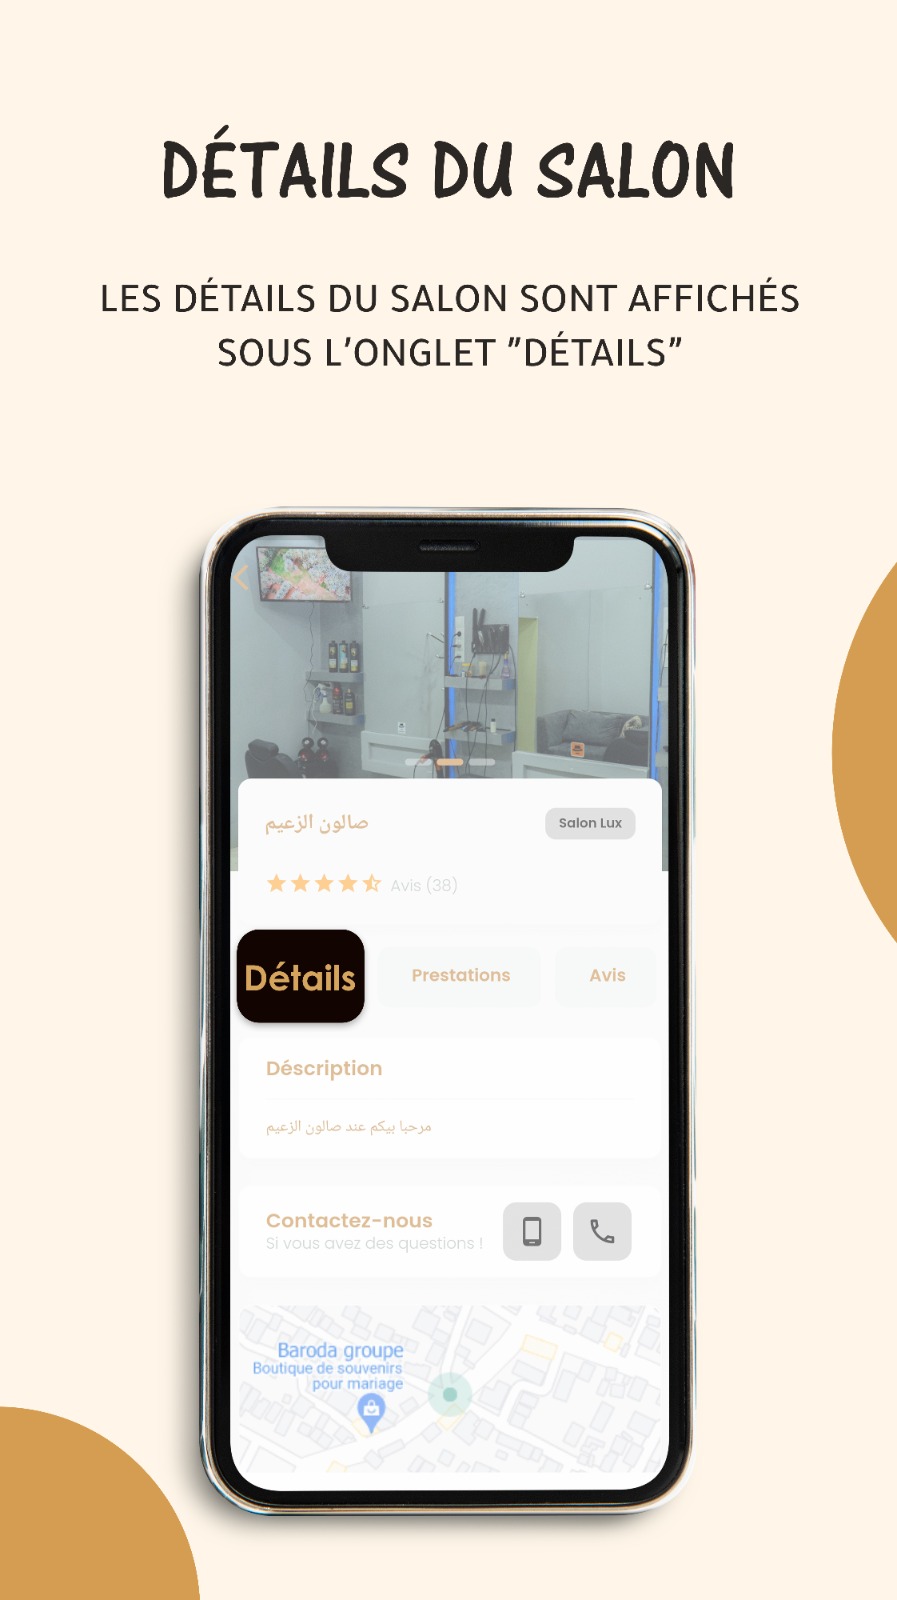 DÉTAILS DU SALON
LES DÉTAILS DU SALON SONT AFFICHÉS
SOUS L'ONGLET "DÉTAILS"
صالون الزعيم
Salon Lux
Avis (38)
Détails
Prestations
Avis
Déscription
مرحبا بيكم عند صالون الزعيم
Contactez-nous
Si vous avez des questions !
Baroda groupe
Boutique de souvenirs
pour mariage